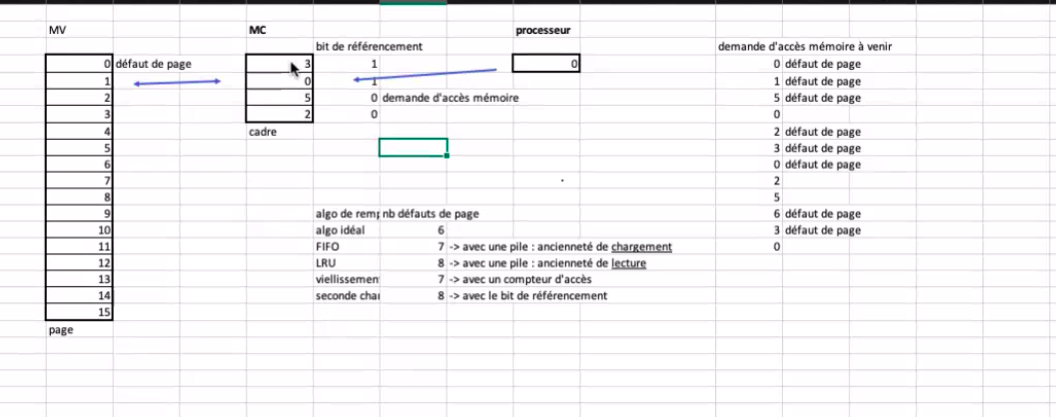 MV MC processeur
bit de référencement demande d'accès mémoire à venir
0 défaut de page 3 1 0 0 défaut de page
1 0 1 1 défaut de page
2 5 0 demande d'accès mémoire 5 défaut de page
3 2 0 0
4 cadre 2 défaut de page
5 3 défaut de page
6 0 défaut de page
7 2
8 5
9 algo de remp nb défauts de page 6 défaut de page
10 algo idéal 6 3 défaut de page
11 FIFO 7 -> avec une pile : ancienneté de chargement 0
12 LRU 8 -> avec une pile : ancienneté de lecture
13 viellissemen 7 -> avec un compteur d'accès
14 seconde chai 8 -> avec le bit de référencement
15
page